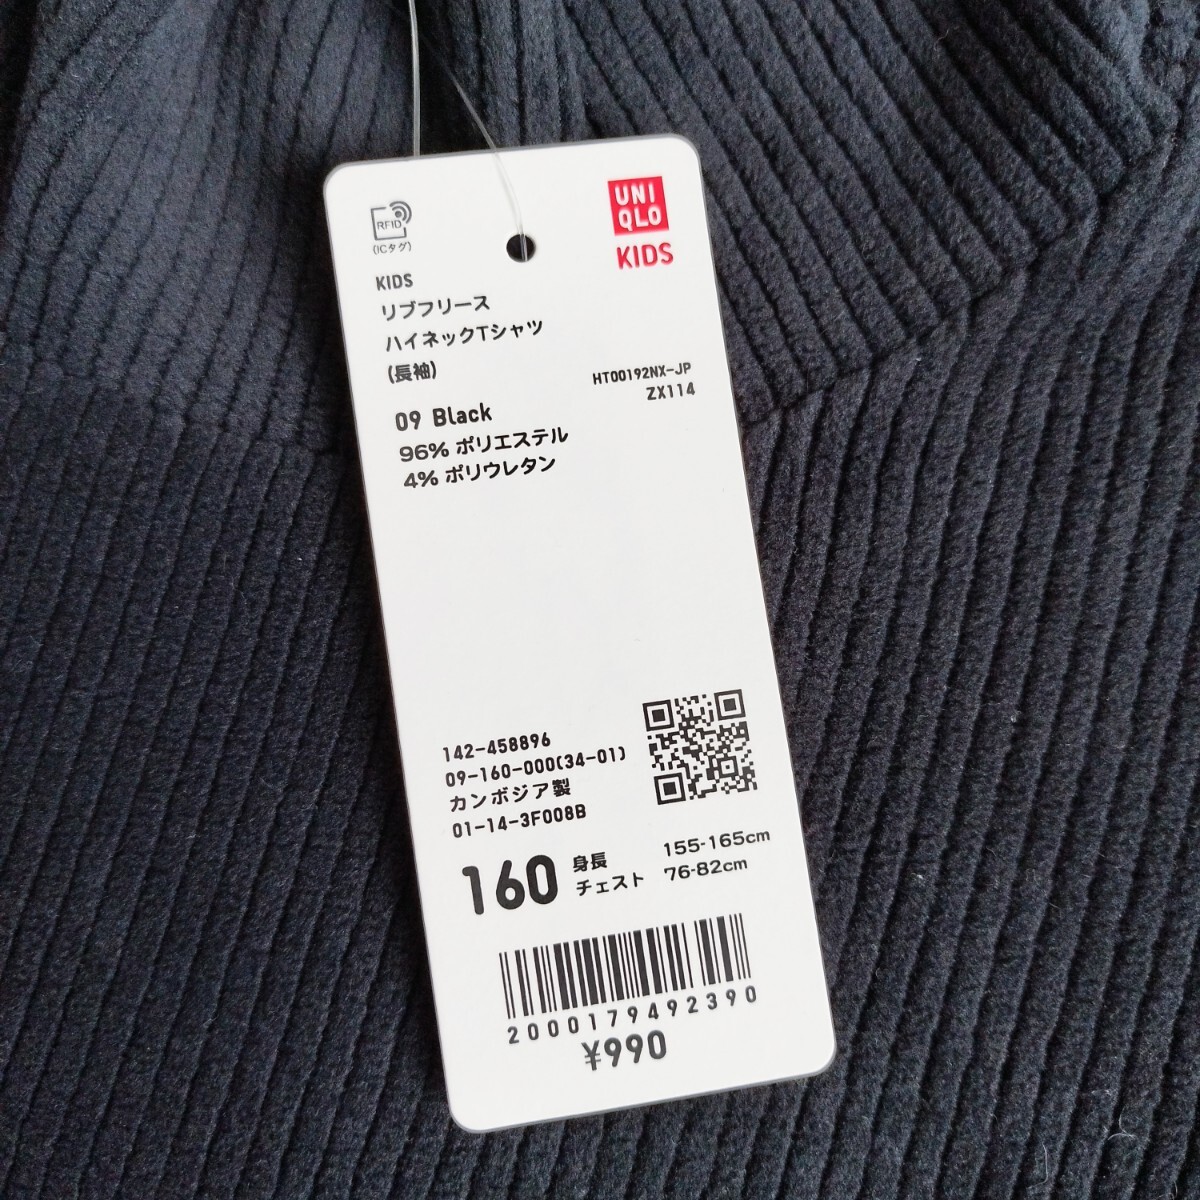 RFID
(ICタグ)
UNI
QLO
KIDS
KIDS
リブフリース
ハイネックTシャツ
(長袖)
HT00192NX-JP
ZX114
09 Black
96% ポリエステル
4% ポリウレタン
142-458896
09-160-000(34-01)
カンボジア製
01-14-3F008B
160
身長 155-165cm
チェスト 76-82cm
2000179492390
¥990